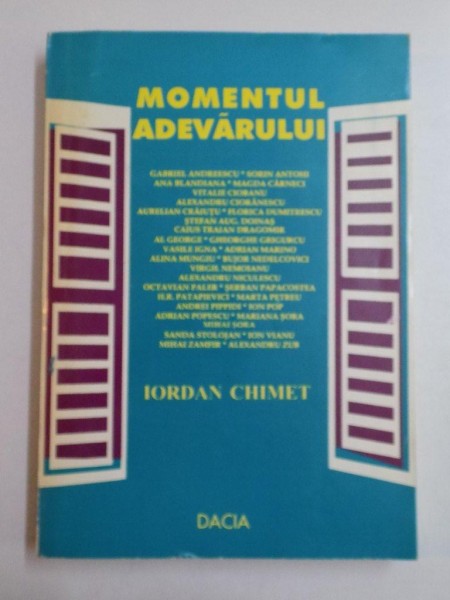 MOMENTUL
ADEVĂRULUI
GABRIEL ANDREESCU * SORIN ANTOHI
ANA BLANDIANA * MAGDA CÂRNECI
VITALIE CIOBANU
ALEXANDRU CIORĂNESCU
AURELIAN CRĂIUȚU * FLORICA DUMITRESCU
ȘTEFAN AUG. DOINAȘ
CAIUS TRAIAN DRAGOMIR
AL GEORGE * GHEORGHE GRIGURCU
VASILE IGNA * ADRIAN MARINO
ALINA MUNGIU * BUJOR NEDELCOVICI
VIRGIL NEMOIANU
ALEXANDRU NICULESCU
OCTAVIAN PALER * ȘERBAN PAPACOSTEA
H.R. PATAPIEVICI * MARTA PETREU
ANDREI PIPPIDI * ION POP
ADRIAN POPESCU * MARIANA ȘORA
MIHAI ȘORA
SANDA STOLOJAN * ION VIANU
MIHAI ZAMFIR * ALEXANDRU ZUB
IORDAN CHIMET
DACIA